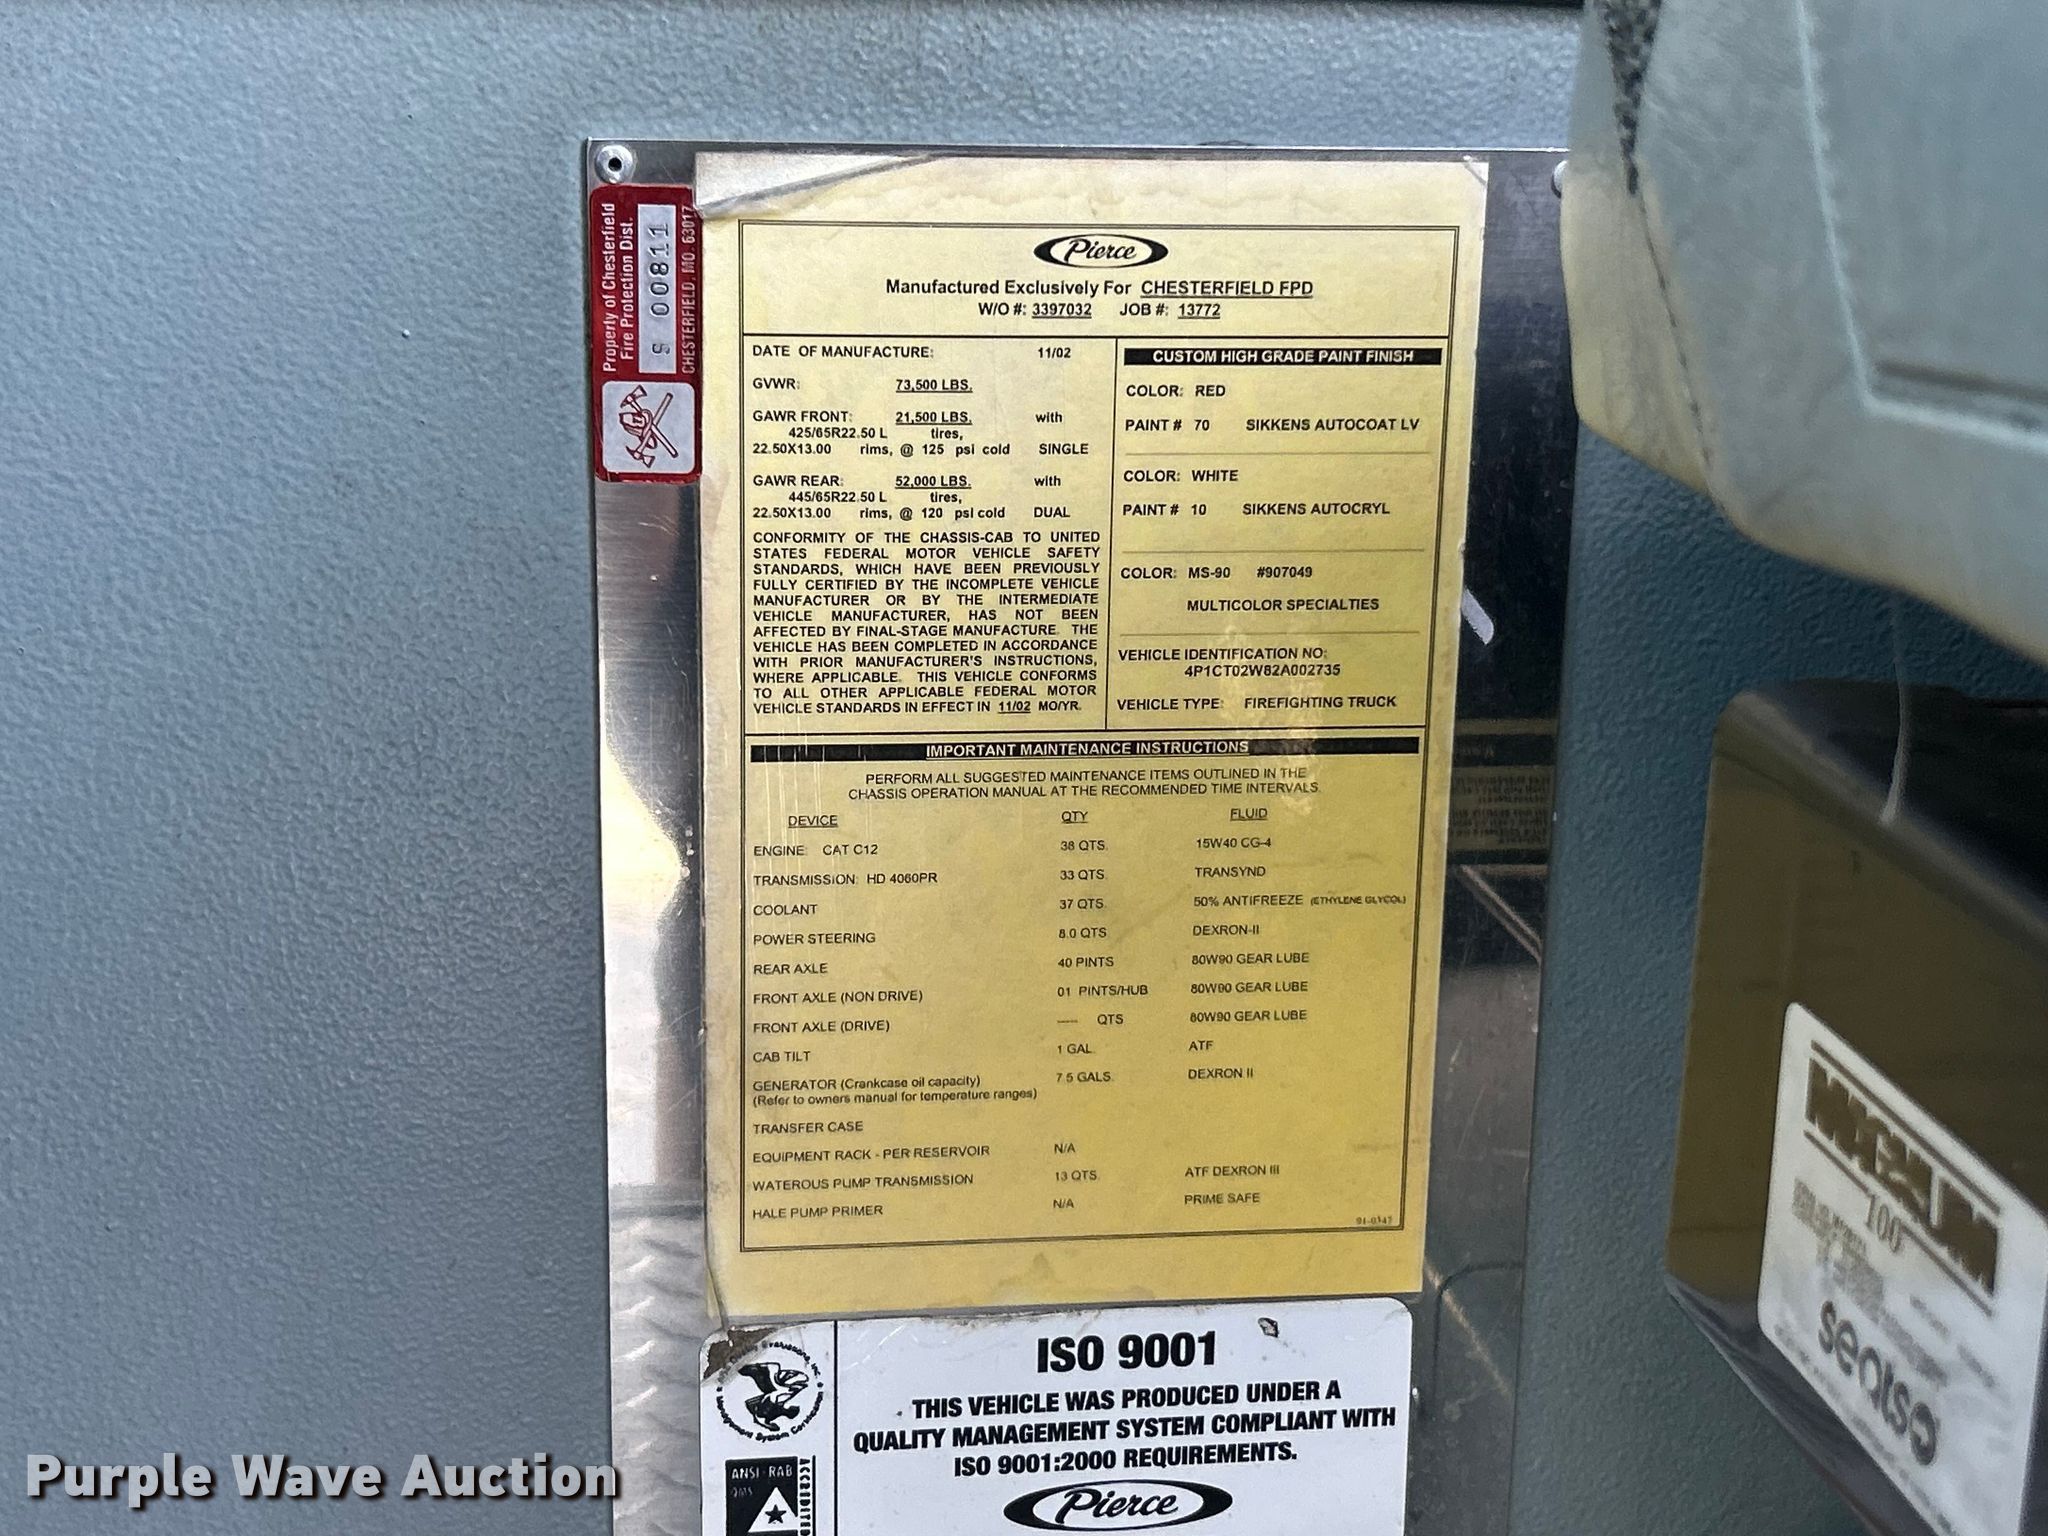 Property of Chesterfield
Fire Protection Dist.
S 00811
CHESTERFIELD, MO. 63017
Pierce
Manufactured Exclusively For CHESTERFIELD FPD
W/O #: 3397032 JOB #: 13772
DATE OF MANUFACTURE: 11/02
GVWR: 73,500 LBS.
GAWR FRONT: 21,500 LBS. with
425/65R22.50 L tires,
22.50X13.00 rims, @ 125 psi cold SINGLE
GAWR REAR: 52,000 LBS. with
445/65R22.50 L tires,
22.50X13.00 rims, @ 120 psi cold DUAL
CONFORMITY OF THE CHASSIS-CAB TO UNITED
STATES FEDERAL MOTOR VEHICLE SAFETY
STANDARDS, WHICH HAVE BEEN PREVIOUSLY
FULLY CERTIFIED BY THE INCOMPLETE VEHICLE
MANUFACTURER OR BY THE INTERMEDIATE
VEHICLE MANUFACTURER, HAS NOT BEEN
AFFECTED BY FINAL-STAGE MANUFACTURE. THE
VEHICLE HAS BEEN COMPLETED IN ACCORDANCE
WITH PRIOR MANUFACTURER'S INSTRUCTIONS,
WHERE APPLICABLE. THIS VEHICLE CONFORMS
TO ALL OTHER APPLICABLE FEDERAL MOTOR
VEHICLE STANDARDS IN EFFECT IN 11/02 MO/YR.
CUSTOM HIGH GRADE PAINT FINISH
COLOR: RED
PAINT # 70 SIKKENS AUTOCOAT LV
COLOR: WHITE
PAINT # 10 SIKKENS AUTOCRYL
COLOR: MS-90 #907049
MULTICOLOR SPECIALTIES
VEHICLE IDENTIFICATION NO:
4P1CT02W82A002735
VEHICLE TYPE: FIREFIGHTING TRUCK
IMPORTANT MAINTENANCE INSTRUCTIONS
PERFORM ALL SUGGESTED MAINTENANCE ITEMS OUTLINED IN THE
CHASSIS OPERATION MANUAL AT THE RECOMMENDED TIME INTERVALS.
DEVICE QTY FLUID
ENGINE: CAT C12 38 QTS. 15W40 CG-4
TRANSMISSION: HD 4060PR 33 QTS. TRANSYND
COOLANT 37 QTS. 50% ANTIFREEZE (ETHYLENE GLYCOL)
POWER STEERING 8.0 QTS DEXRON-II
REAR AXLE 40 PINTS 80W90 GEAR LUBE
FRONT AXLE (NON DRIVE) 01 PINTS/HUB 80W90 GEAR LUBE
FRONT AXLE (DRIVE) ---- QTS 80W90 GEAR LUBE
CAB TILT 1 GAL. ATF
GENERATOR (Crankcase oil capacity) 7.5 GALS. DEXRON II
(Refer to owners manual for temperature ranges)
TRANSFER CASE
EQUIPMENT RACK - PER RESERVOIR N/A
WATEROUS PUMP TRANSMISSION 13 QTS. ATF DEXRON III
HALE PUMP PRIMER N/A PRIME SAFE
ISO 9001
THIS VEHICLE WAS PRODUCED UNDER A
QUALITY MANAGEMENT SYSTEM COMPLIANT WITH
ISO 9001:2000 REQUIREMENTS.
Pierce
ANSI-RAB
QMS
ACCREDITED
MAGNUM
100
seats
Purple Wave Auction